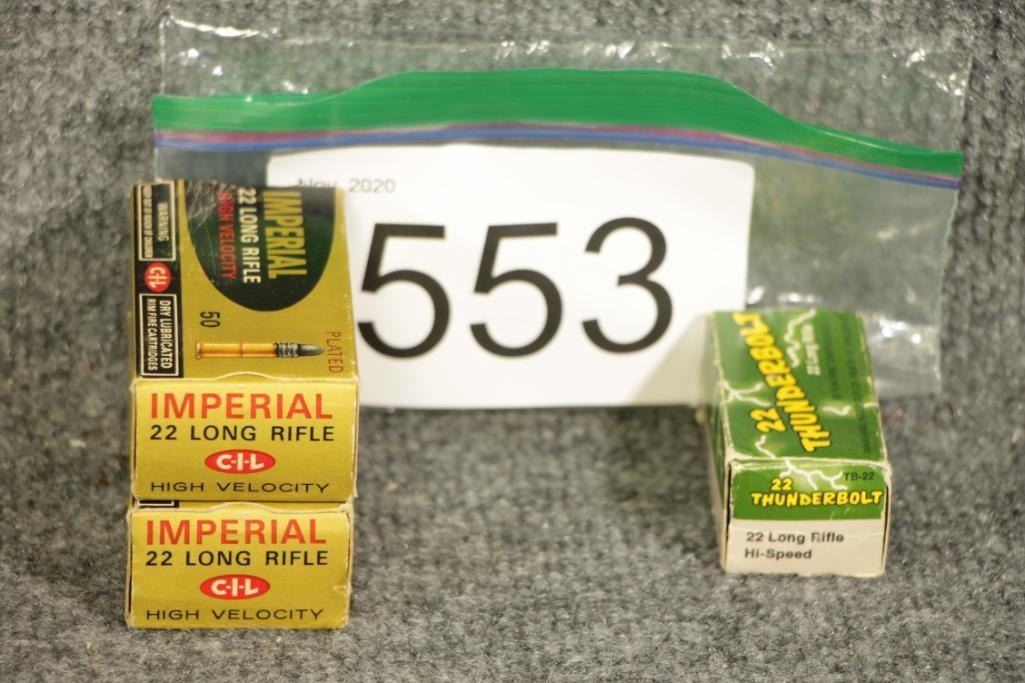 Nov 2020
553
IMPERIAL
22 LONG RIFLE
HIGH VELOCITY
WARNING
C-I-L
DRY LUBRICATED
RIM FIRE CARTRIDGES
50
PLATED
IMPERIAL
22 LONG RIFLE
C-I-L
HIGH VELOCITY
IMPERIAL
22 LONG RIFLE
C-I-L
HIGH VELOCITY
22
THUNDERBOLT
TB-22
22
THUNDERBOLT
22 Long Rifle
Hi-Speed